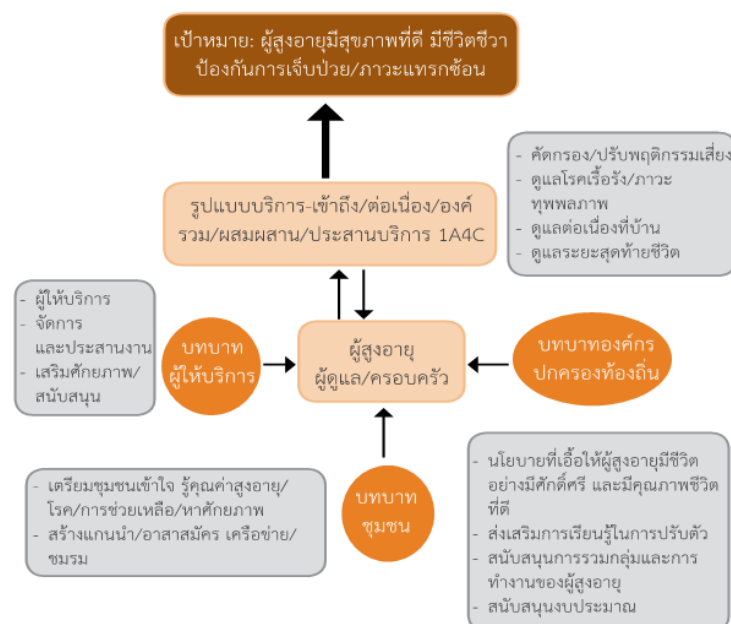 เป้าหมาย: ผู้สูงอายุมีสุขภาพที่ดี มีชีวิตชีวา
ป้องกันการเจ็บป่วย/ภาวะแทรกซ้อน
- คัดกรอง/ปรับพฤติกรรมเสี่ยง
- ดูแลโรคเรื้อรัง/ภาวะ
ทุพพลภาพ
- ดูแลต่อเนื่องที่บ้าน
- ดูแลระยะสุดท้ายชีวิต
รูปแบบบริการ-เข้าถึง/ต่อเนื่อง/องค์
รวม/ผสมผสาน/ประสานบริการ 1A4C
- ผู้ให้บริการ
- จัดการ
และประสานงาน
- เสริมศักยภาพ/
สนับสนุน
บทบาท
ผู้ให้บริการ
ผู้สูงอายุ
ผู้ดูแล/ครอบครัว
บทบาทองค์กร
ปกครองท้องถิ่น
- เตรียมชุมชนเข้าใจ รู้คุณค่าสูงอายุ/
โรค/การช่วยเหลือ/หาศักยภาพ
- สร้างแกนนำ/อาสาสมัคร เครือข่าย/
ชมรม
บทบาท
ชุมชน
- นโยบายที่เอื้อให้ผู้สูงอายุมีชีวิต
อย่างมีศักดิ์ศรี และมีคุณภาพชีวิต
ที่ดี
- ส่งเสริมการเรียนรู้ในการปรับตัว
- สนับสนุนการรวมกลุ่มและการ
ทำงานของผู้สูงอายุ
- สนับสนุนงบประมาณ